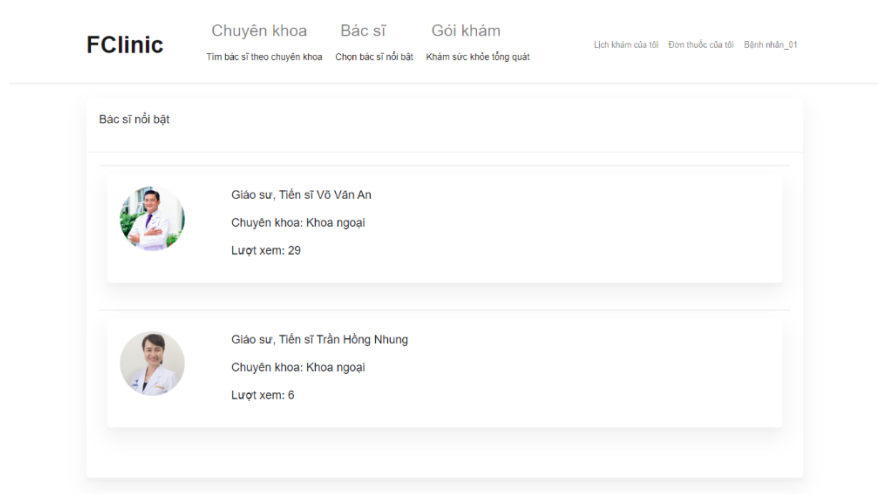 FClinic
Chuyên khoa Bác sĩ Gói khám
Tìm bác sĩ theo chuyên khoa Chọn bác sĩ nổi bật Khám sức khỏe tổng quát
Lịch khám của tôi Đơn thuốc của tôi Bệnh nhân_01
Bác sĩ nổi bật
Giáo sư, Tiến sĩ Võ Văn An
Chuyên khoa: Khoa ngoại
Lượt xem: 29
Giáo sư, Tiến sĩ Trần Hồng Nhung
Chuyên khoa: Khoa ngoại
Lượt xem: 6